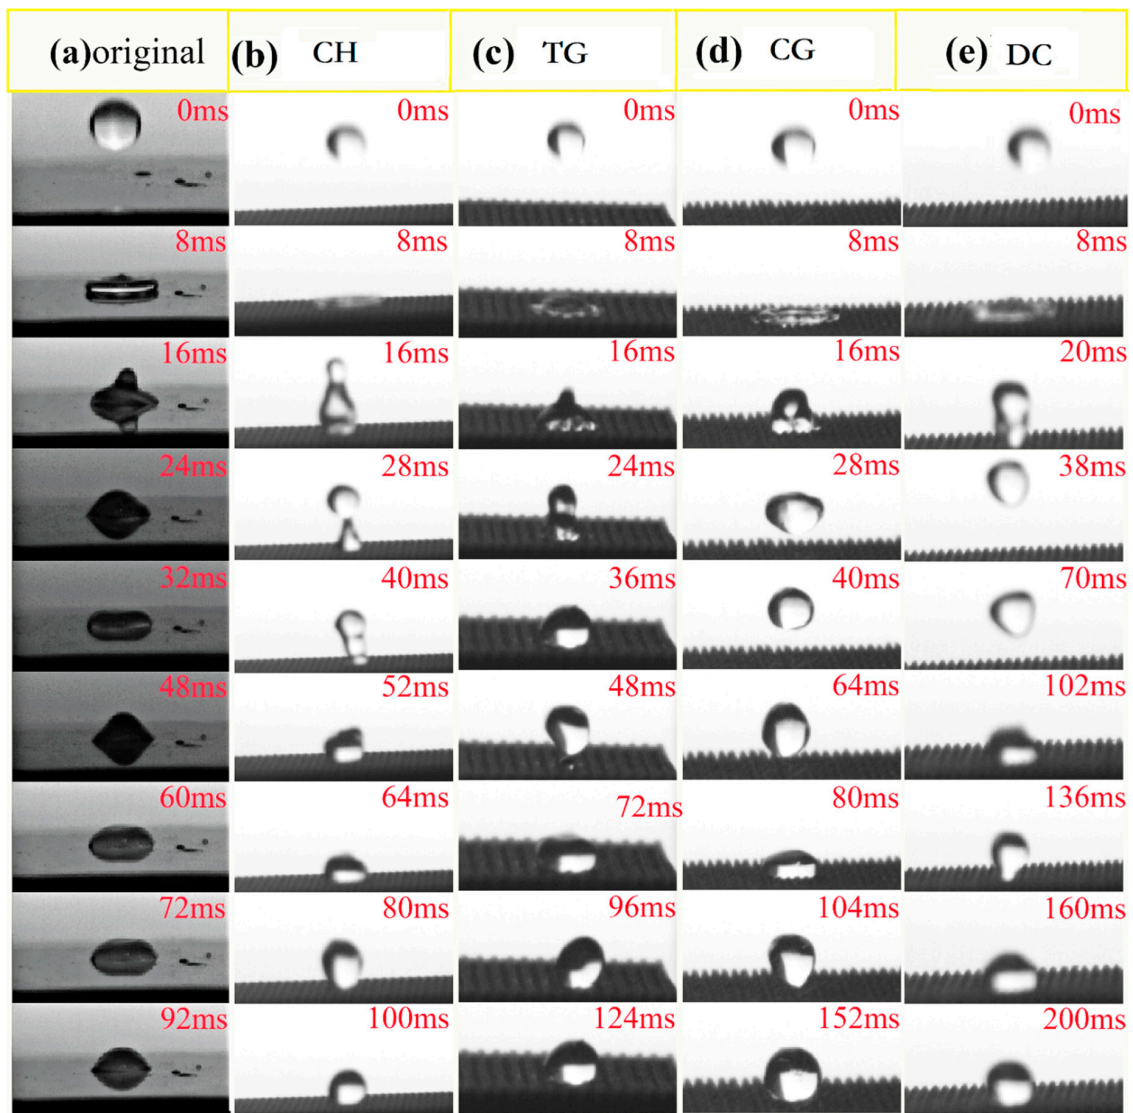 (a)original (b) CH (c) TG (d) CG (e) DC
0ms 0ms 0ms 0ms 0ms
8ms 8ms 8ms 8ms 8ms
16ms 16ms 16ms 16ms 20ms
24ms 28ms 24ms 28ms 38ms
32ms 40ms 36ms 40ms 70ms
48ms 52ms 48ms 64ms 102ms
60ms 64ms 72ms 80ms 136ms
72ms 80ms 96ms 104ms 160ms
92ms 100ms 124ms 152ms 200ms